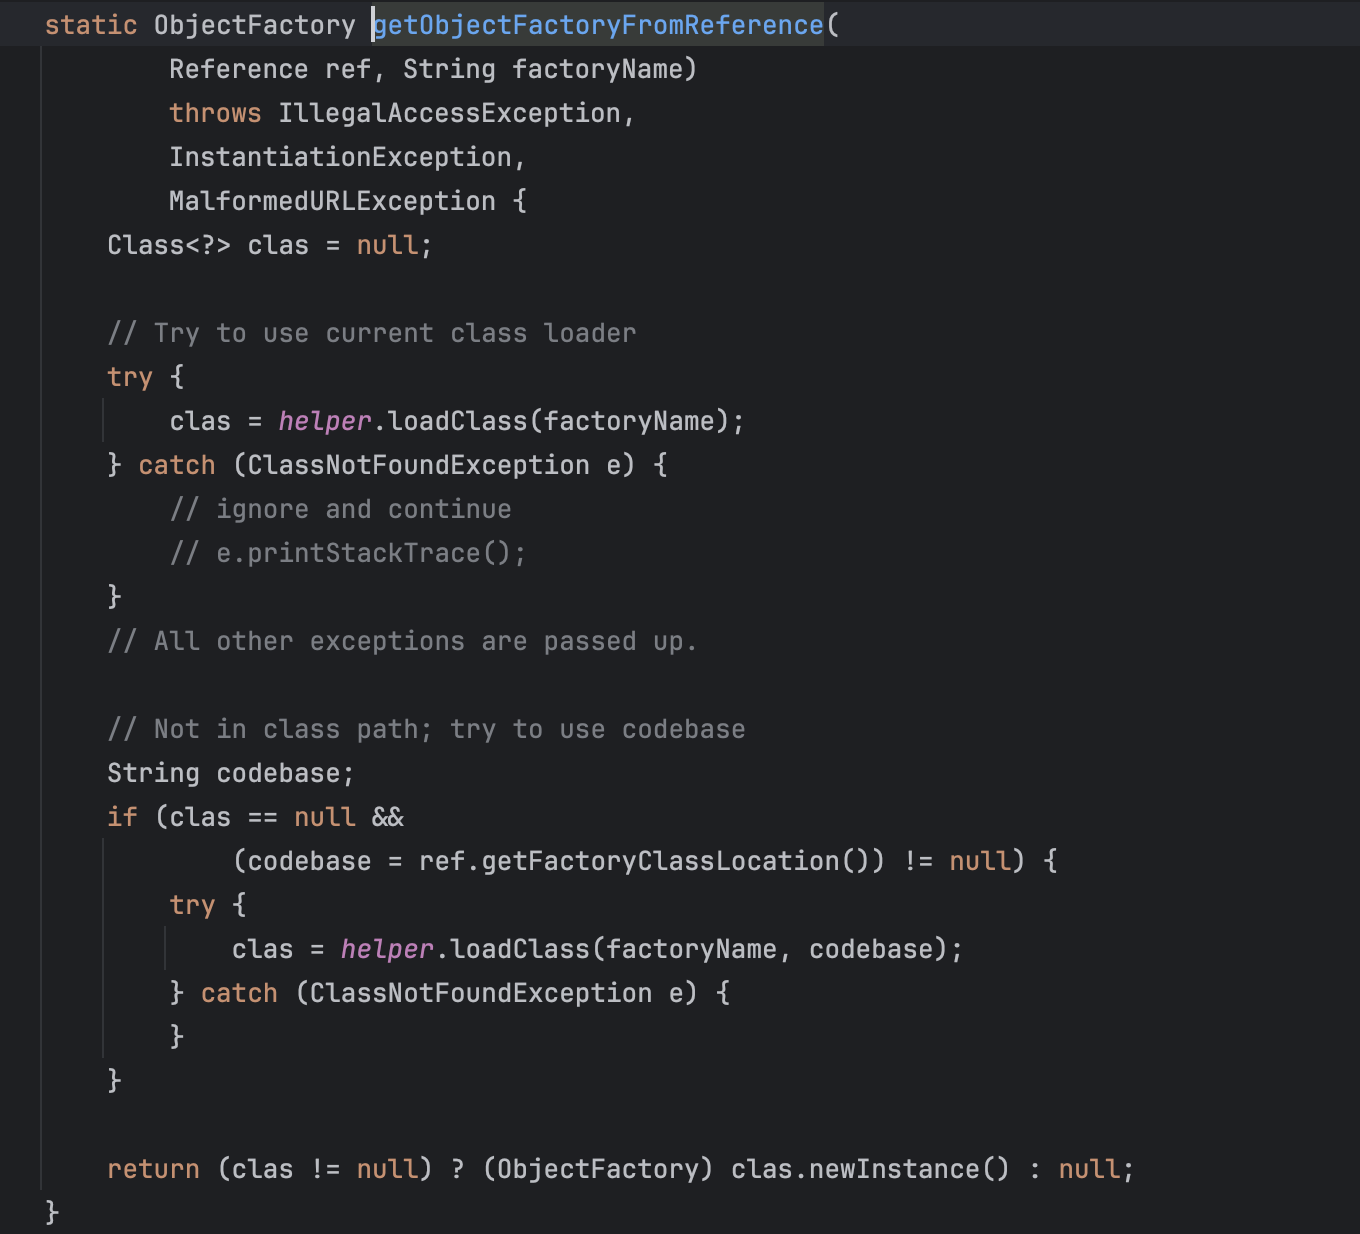 static ObjectFactory getObjectFactoryFromReference(
Reference ref, String factoryName)
throws IllegalAccessException,
InstantiationException,
MalformedURLException {
Class<?> clas = null;
// Try to use current class loader
try {
clas = helper.loadClass(factoryName);
} catch (ClassNotFoundException e) {
// ignore and continue
// e.printStackTrace();
}
// All other exceptions are passed up.
// Not in class path; try to use codebase
String codebase;
if (clas == null &&
(codebase = ref.getFactoryClassLocation()) != null) {
try {
clas = helper.loadClass(factoryName, codebase);
} catch (ClassNotFoundException e) {
}
}
return (clas != null) ? (ObjectFactory) clas.newInstance() : null;
}